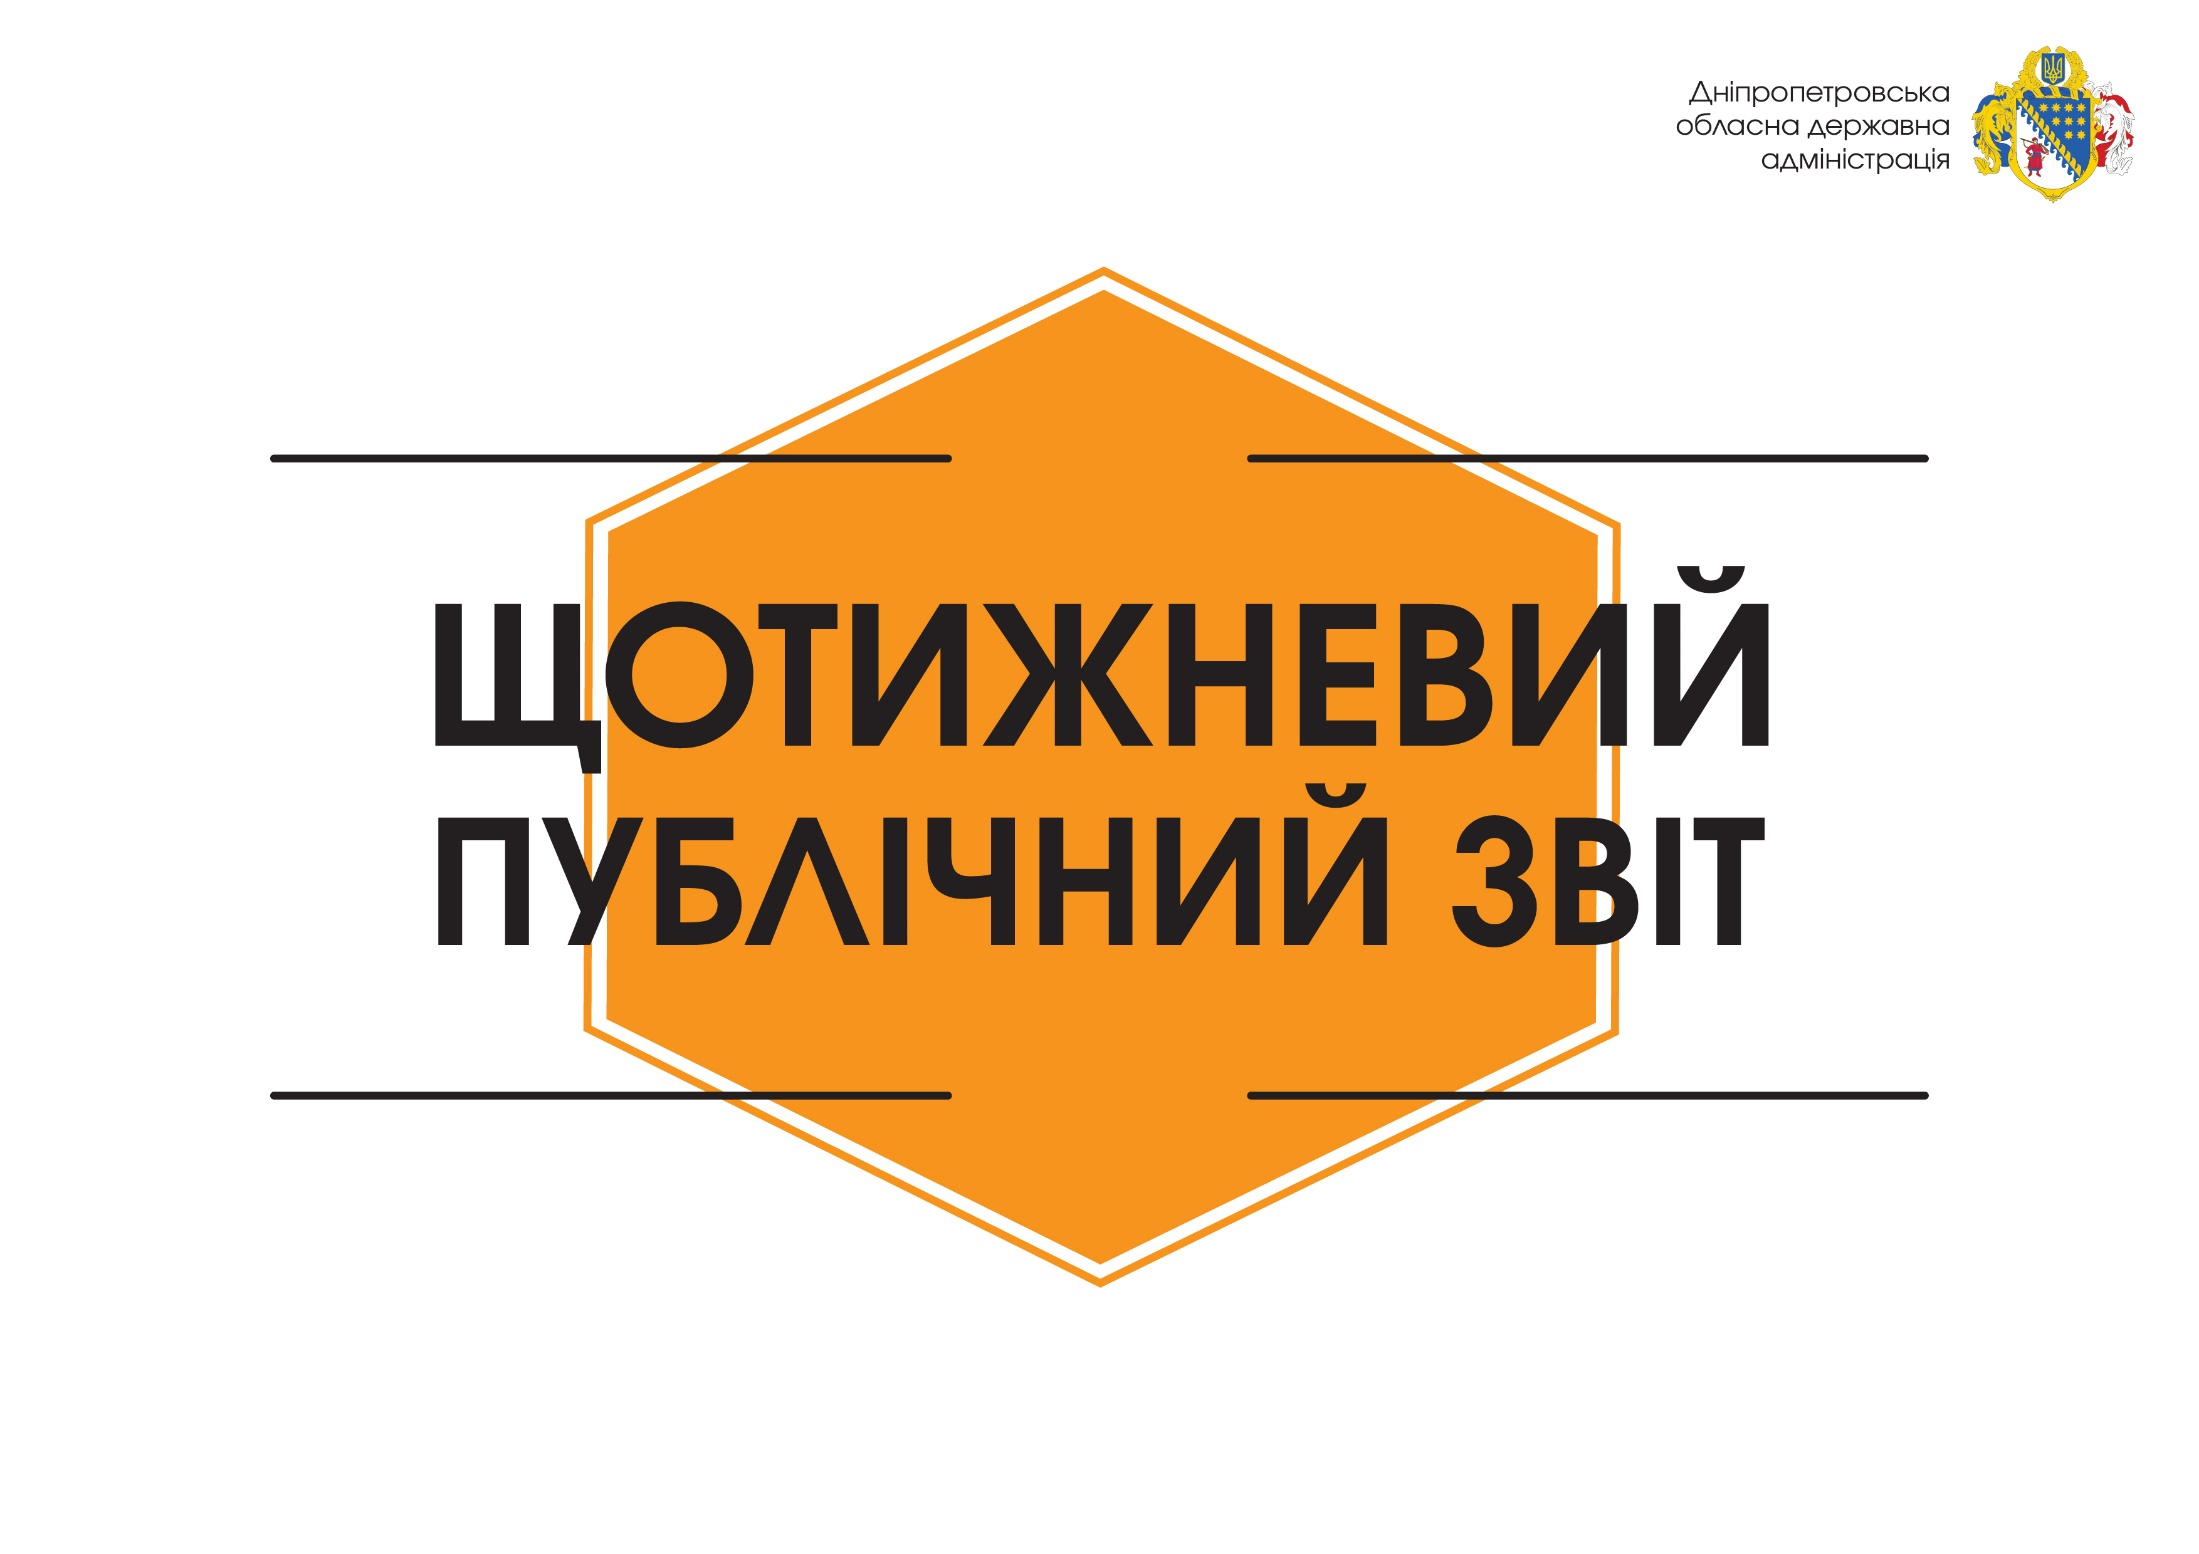 Дніпропетровська
обласна державна
адміністрація
ЩОТИЖНЕВИЙ
ПУБЛІЧНИЙ ЗВІТ